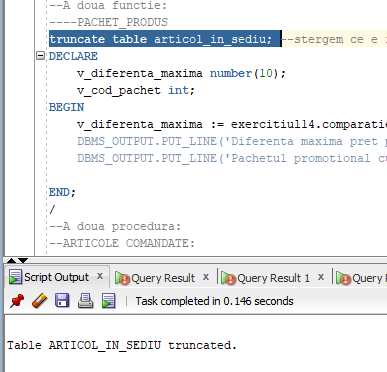 --A doua functie:
----PACHET_PRODUS
truncate table articol_in_sediu; --stergem ce e
DECLARE
v_diferenta_maxima number(10);
v_cod_pachet int;
BEGIN
v_diferenta_maxima := exercitiul14.comparatie
DBMS_OUTPUT.PUT_LINE('Diferenta maxima pret p
DBMS_OUTPUT.PUT_LINE('Pachetul promotional cu
END;
/
--A doua procedura:
--ARTICOLE COMANDATE:
Script Output x Query Result x Query Result 1 x Query
Task completed in 0.146 seconds
Table ARTICOL_IN_SEDIU truncated.